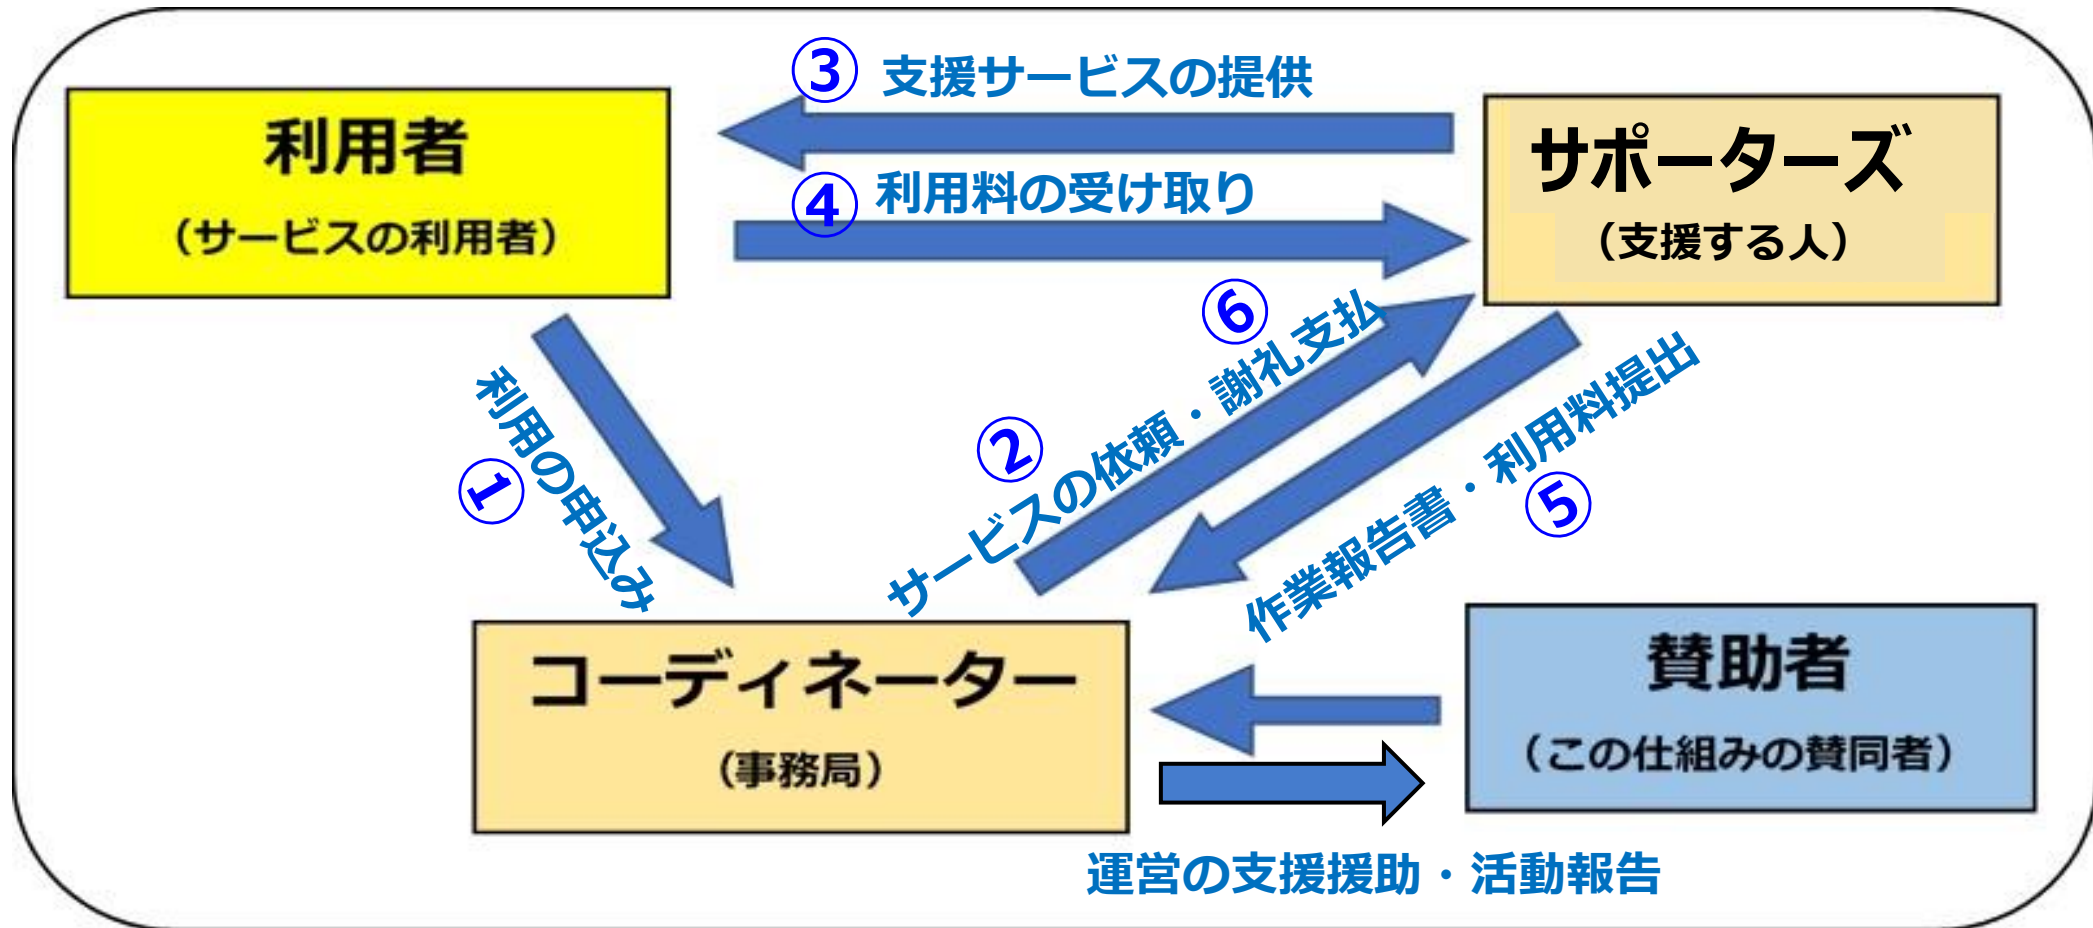 ③ 支援サービスの提供
利用者
(サービスの利用者)
サポーターズ
(支援する人)
④ 利用料の受け取り
① 利用の申込み
② サービスの依頼・謝礼支払 ⑥
作業報告書・利用料提出 ⑤
コーディネーター
(事務局)
賛助者
(この仕組みの賛同者)
運営の支援援助・活動報告